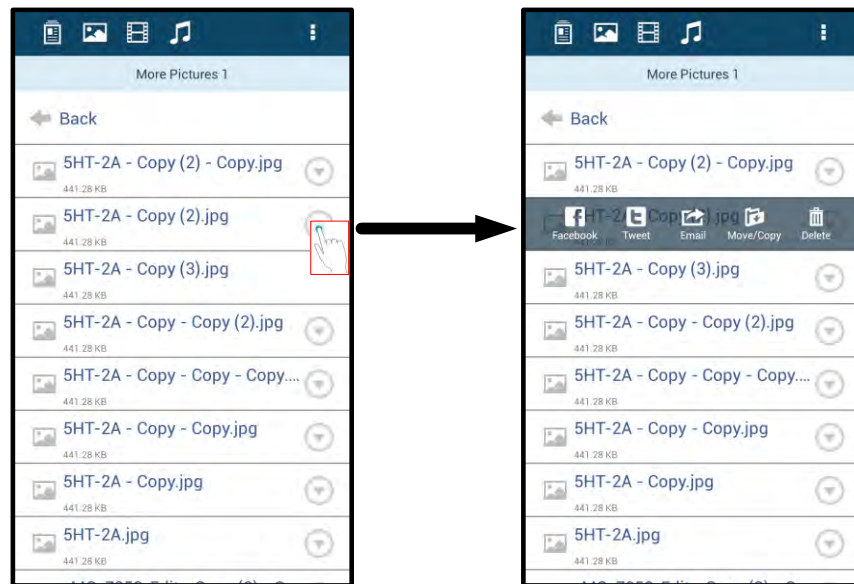 More Pictures 1
Back
5HT-2A - Copy (2) - Copy.jpg
441.28 KB
5HT-2A - Copy (2).jpg
441.28 KB
5HT-2A - Copy (3).jpg
441.28 KB
5HT-2A - Copy - Copy (2).jpg
441.28 KB
5HT-2A - Copy - Copy - Copy....
441.28 KB
5HT-2A - Copy - Copy.jpg
441.28 KB
5HT-2A - Copy.jpg
441.28 KB
5HT-2A.jpg
441.28 KB
More Pictures 1
Back
5HT-2A - Copy (2) - Copy.jpg
441.28 KB
Facebook Tweet Email Move/Copy Delete
5HT-2A - Copy (3).jpg
441.28 KB
5HT-2A - Copy - Copy (2).jpg
441.28 KB
5HT-2A - Copy - Copy - Copy....
441.28 KB
5HT-2A - Copy - Copy.jpg
441.28 KB
5HT-2A - Copy.jpg
441.28 KB
5HT-2A.jpg
441.28 KB